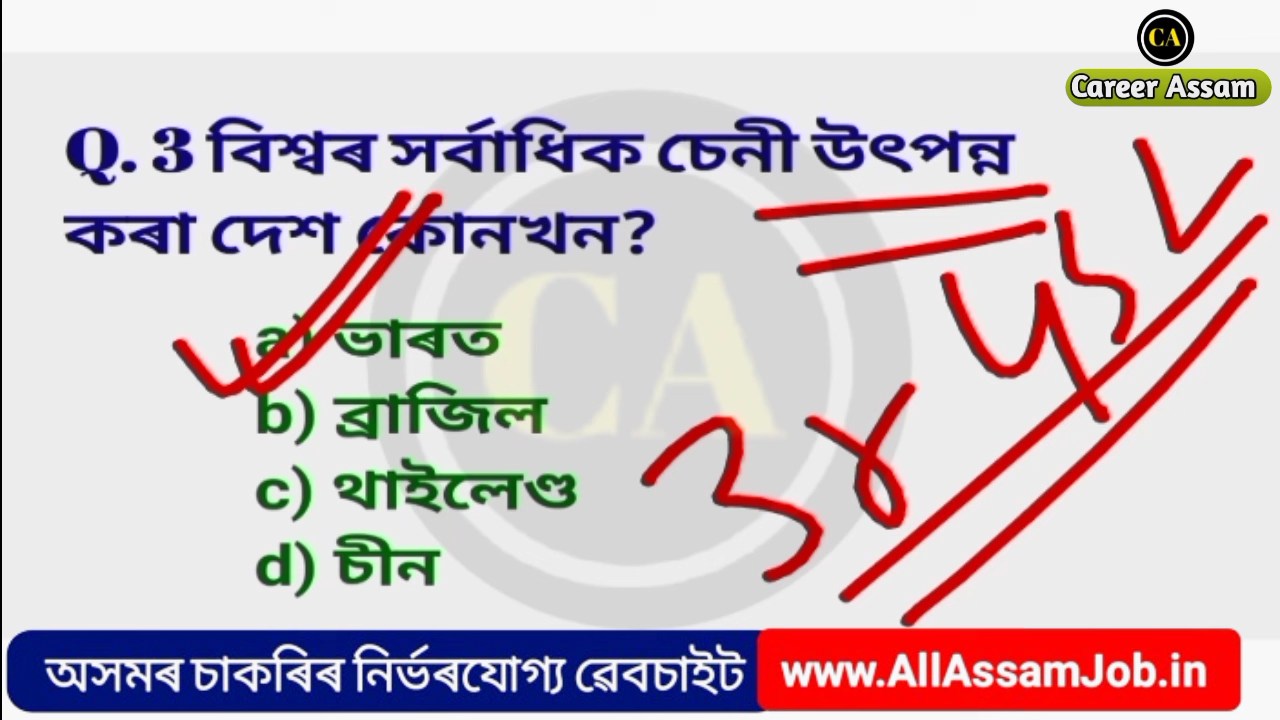 CA
Career Assam
Q. 3 বিশ্বৰ সৰ্বাধিক চেনী উৎপন্ন
কৰা দেশ কোনখন?
CA
a) ভাৰত
b) ব্ৰাজিল
c) থাইলেণ্ড
d) চীন
অসমৰ চাকৰিৰ নিৰ্ভৰযোগ্য ৱেবচাইট
www.AllAssamJob.in